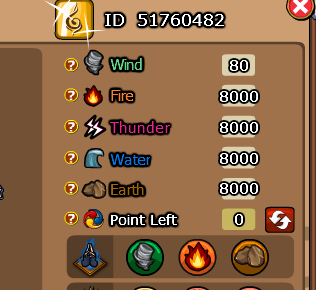 ID 51760482
Wind 80
Fire 8000
Thunder 8000
Water 8000
Earth 8000
Point Left 0